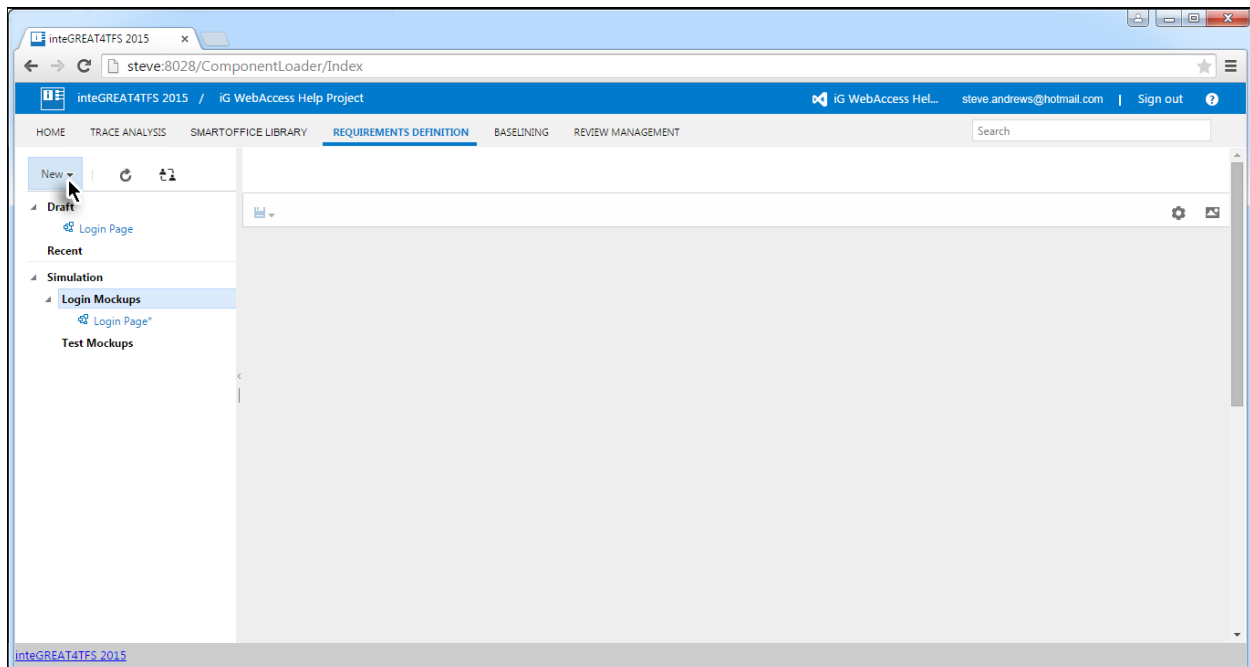 inteGREAT4TFS 2015
steve:8028/ComponentLoader/Index
inteGREAT4TFS 2015 / iG WebAccess Help Project
iG WebAccess Hel... steve.andrews@hotmail.com | Sign out ?
HOME TRACE ANALYSIS SMARTOFFICE LIBRARY REQUIREMENTS DEFINITION BASELINING REVIEW MANAGEMENT
Search
New
Draft
Login Page
Recent
Simulation
Login Mockups
Login Page*
Test Mockups
inteGREAT4TFS 2015